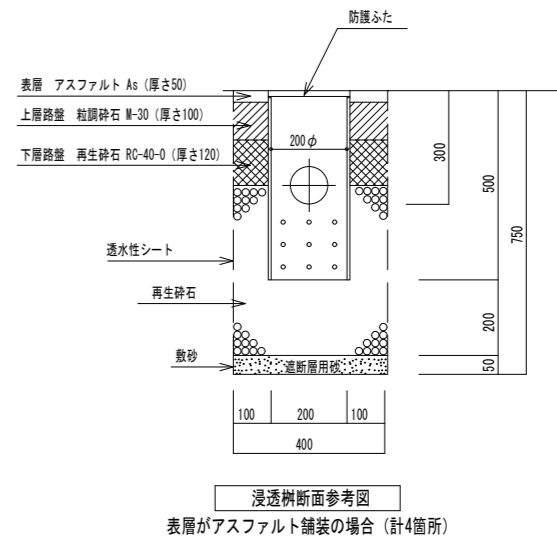 防護ふた
表層 アスファルト As (厚さ50)
上層路盤 粒調砕石 M-30 (厚さ100)
下層路盤 再生砕石 RC-40-0 (厚さ120)
200φ
300
500
750
透水性シート
再生砕石
200
敷砂
遮断層用砂
50
100 200 100
400
浸透桝断面参考図
表層がアスファルト舗装の場合 (計4箇所)